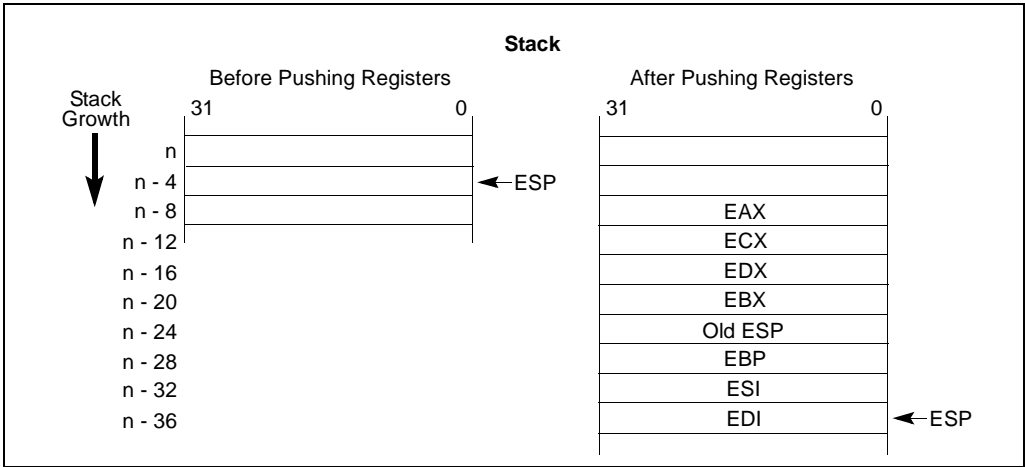 Stack
Before Pushing Registers After Pushing Registers
Stack
Growth
31 0 31 0
n
n - 4 ESP
n - 8 EAX
n - 12 ECX
n - 16 EDX
n - 20 EBX
n - 24 Old ESP
n - 28 EBP
n - 32 ESI
n - 36 EDI ESP